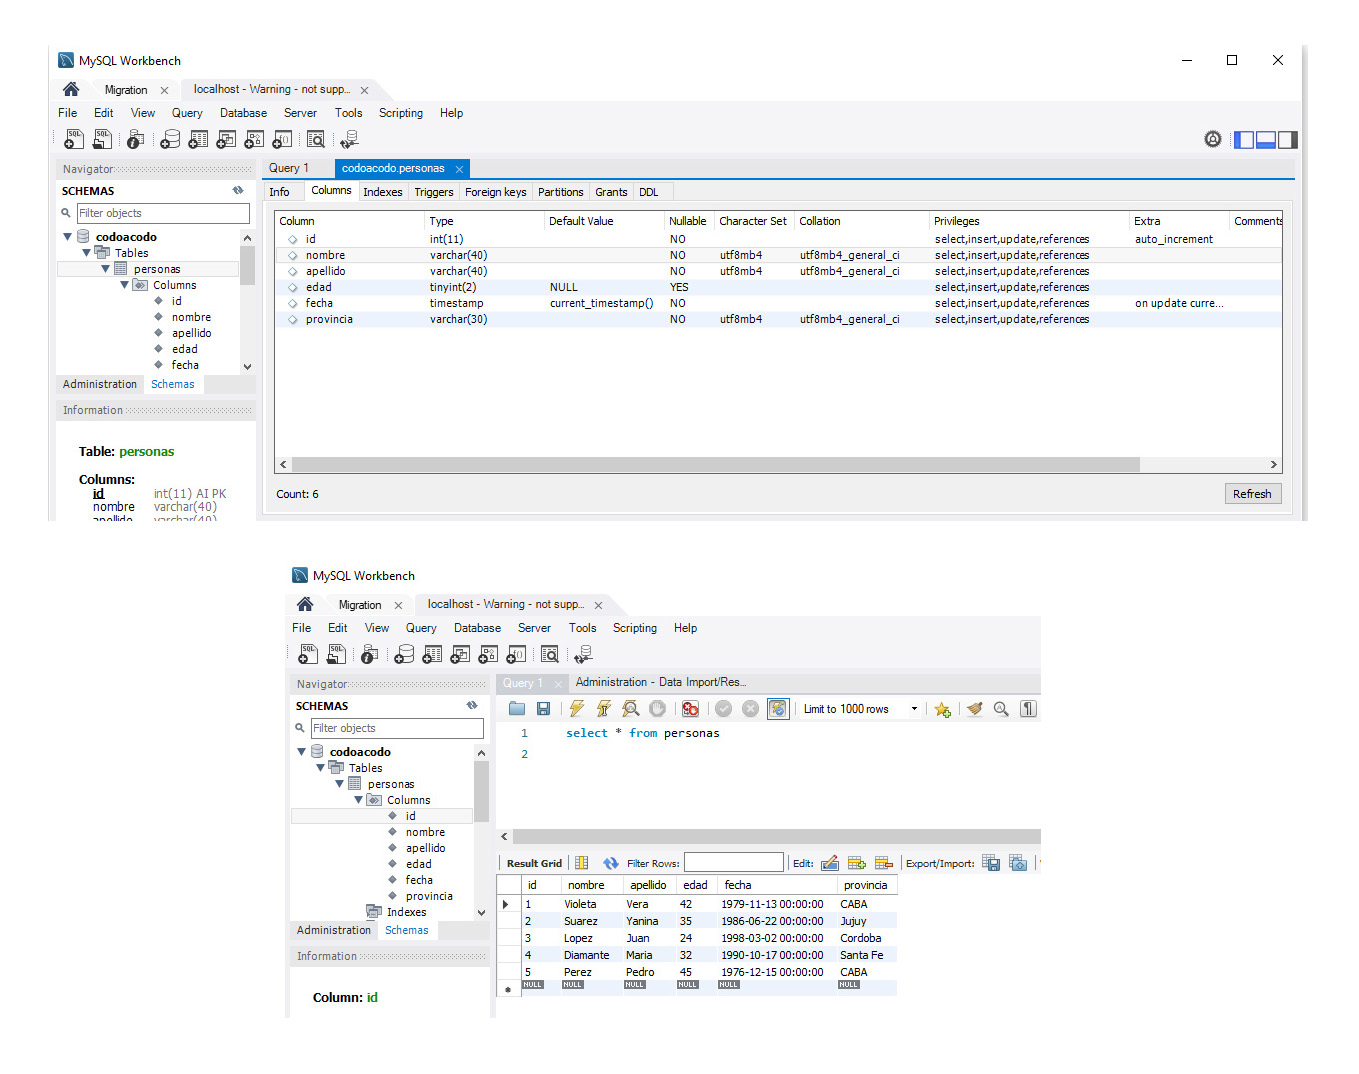 MySQL Workbench
Migration
localhost - Warning - not supp...
File Edit View Query Database Server Tools Scripting Help
Navigator
Query 1
codoacodo.personas
SCHEMAS
Info Columns Indexes Triggers Foreign keys Partitions Grants DDL
Filter objects
codoacodo
Tables
personas
Columns
id
nombre
apellido
edad
fecha
Column Type Default Value Nullable Character Set Collation Privileges Extra Comments
id int(11) NO select,insert,update,references auto_increment
nombre varchar(40) NO utf8mb4 utf8mb4_general_ci select,insert,update,references
apellido varchar(40) NO utf8mb4 utf8mb4_general_ci select,insert,update,references
edad tinyint(2) NULL YES select,insert,update,references
fecha timestamp current_timestamp() NO select,insert,update,references on update curre...
provincia varchar(30) NO utf8mb4 utf8mb4_general_ci select,insert,update,references
Administration Schemas
Information
Table: personas
Columns:
id int(11) AI PK
nombre varchar(40)
apellido varchar(40)
Count: 6
Refresh
MySQL Workbench
Migration
localhost - Warning - not supp...
File Edit View Query Database Server Tools Scripting Help
Navigator
Query 1
Administration - Data Import/Res...
SCHEMAS
Limit to 1000 rows
Filter objects
1 select * from personas
2
codoacodo
Tables
personas
Columns
id
nombre
apellido
edad
fecha
provincia
Indexes
Result Grid Filter Rows: Edit: Export/Import:
id nombre apellido edad fecha provincia
1 Violeta Vera 42 1979-11-13 00:00:00 CABA
2 Suarez Yanina 35 1986-06-22 00:00:00 Jujuy
3 Lopez Juan 24 1998-03-02 00:00:00 Cordoba
4 Diamante Maria 32 1990-10-17 00:00:00 Santa Fe
5 Perez Pedro 45 1976-12-15 00:00:00 CABA
NULL NULL NULL NULL NULL NULL
Administration Schemas
Information
Column: id